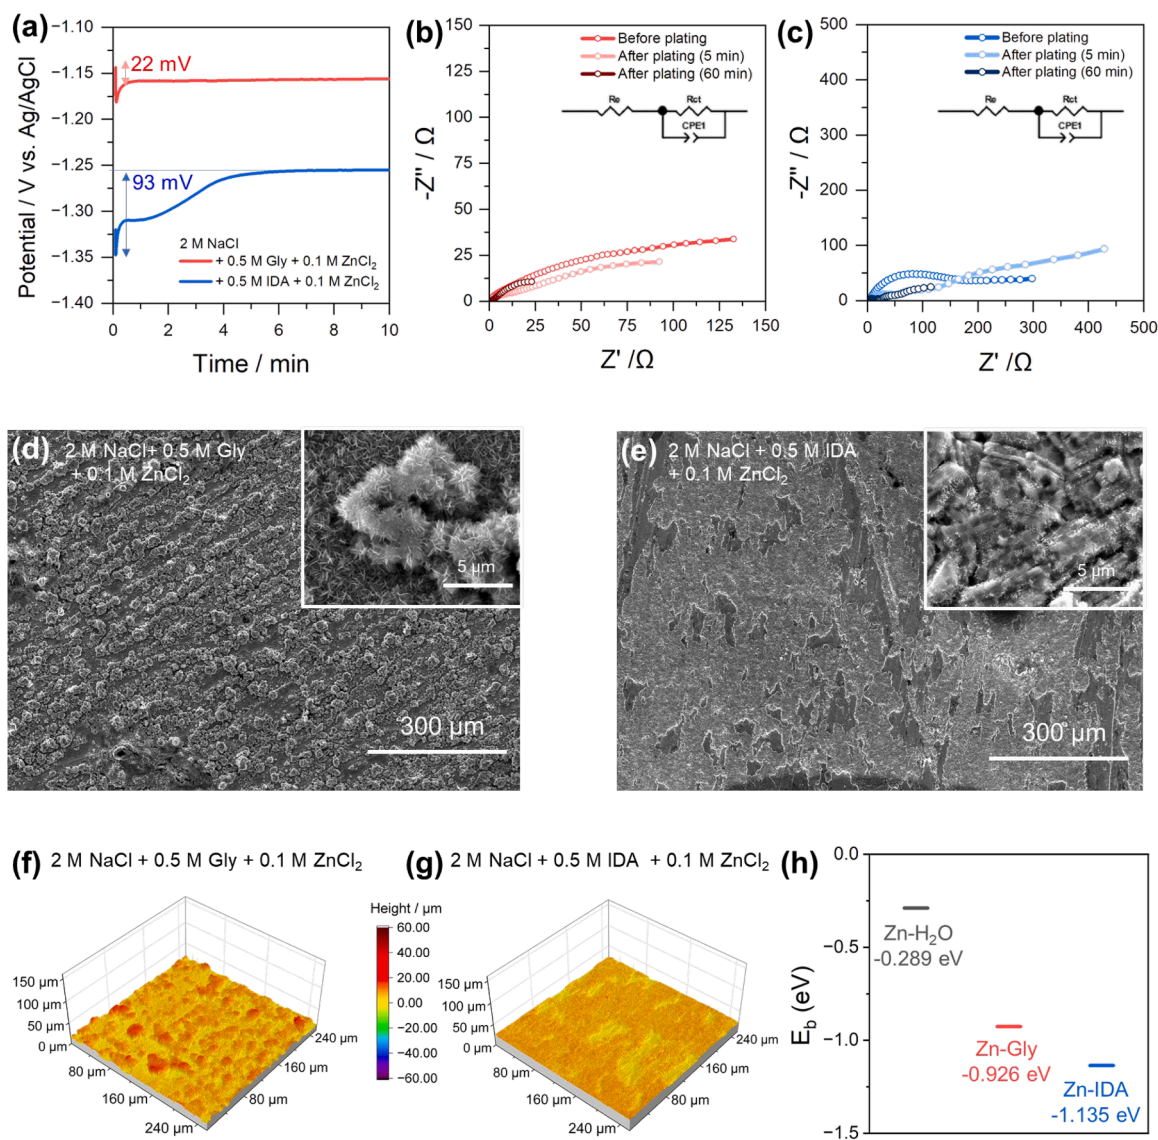 (a)
−1.10
−1.15
−1.20
−1.25
−1.30
−1.35
−1.40
Potential / V vs. Ag/AgCl
22 mV
93 mV
2 M NaCl
+ 0.5 M Gly + 0.1 M ZnCl₂
+ 0.5 M IDA + 0.1 M ZnCl₂
0 2 4 6 8 10
Time / min
(b)
150
125
100
75
50
25
0
-Z'' / Ω
Before plating
After plating (5 min)
After plating (60 min)
Re Rct
CPE1
0 25 50 75 100 125 150
Z' /Ω
(c)
500
450
400
350
300
250
200
150
100
50
0
-Z'' / Ω
Before plating
After plating (5 min)
After plating (60 min)
Re Rct
CPE1
0 100 200 300 400 500
Z' /Ω
(d) 2 M NaCl+ 0.5 M Gly
+ 0.1 M ZnCl₂
5 µm
300 µm
(e) 2 M NaCl + 0.5 M IDA
+ 0.1 M ZnCl₂
5 µm
300 µm
(f) 2 M NaCl + 0.5 M Gly + 0.1 M ZnCl₂
150 µm
100 µm
50 µm
0 µm
80 µm
160 µm
240 µm
80 µm
160 µm
240 µm
Height / µm
60.00
40.00
20.00
0.00
−20.00
−40.00
−60.00
(g) 2 M NaCl + 0.5 M IDA + 0.1 M ZnCl₂
150 µm
100 µm
50 µm
0 µm
80 µm
160 µm
240 µm
80 µm
160 µm
240 µm
(h)
0.0
−0.5
−1.0
−1.5
E_b (eV)
Zn-H₂O
-0.289 eV
Zn-Gly
-0.926 eV
Zn-IDA
-1.135 eV